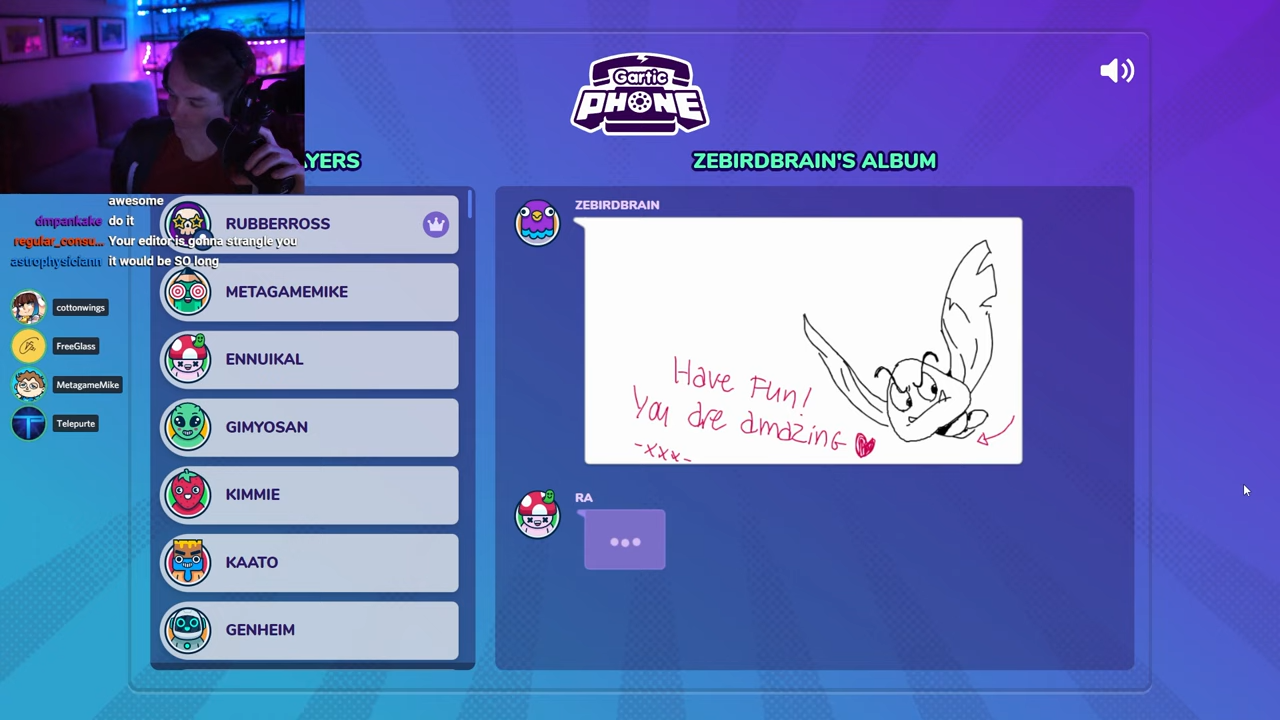 Gartic
PHONE
YERS
ZEBIRDBRAIN'S ALBUM
awesome
dmpankake do it
regular_consu... Your editor is gonna strangle you
astrophysiciann it would be SO long
cottonwings
FreeGlass
MetagameMike
Telepurte
RUBBERROSS
METAGAMEMIKE
ENNUIKAL
GIMYOSAN
KIMMIE
KAATO
GENHEIM
ZEBIRDBRAIN
Have Fun!
You are amazing
-xxx-
RA